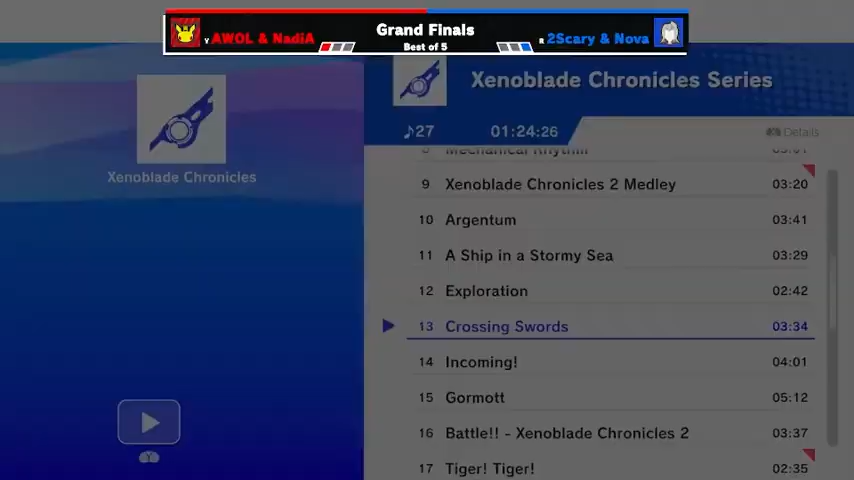 Grand Finals
Best of 5
V AWOL & NadiA
R 2Scary & Nova
Xenoblade Chronicles Series
♪27 01:24:26
Details
Xenoblade Chronicles
8 Mechanical Rhythm
9 Xenoblade Chronicles 2 Medley 03:20
10 Argentum 03:41
11 A Ship in a Stormy Sea 03:29
12 Exploration 02:42
13 Crossing Swords 03:34
14 Incoming! 04:01
15 Gormott 05:12
16 Battle!! - Xenoblade Chronicles 2 03:37
17 Tiger! Tiger! 02:35